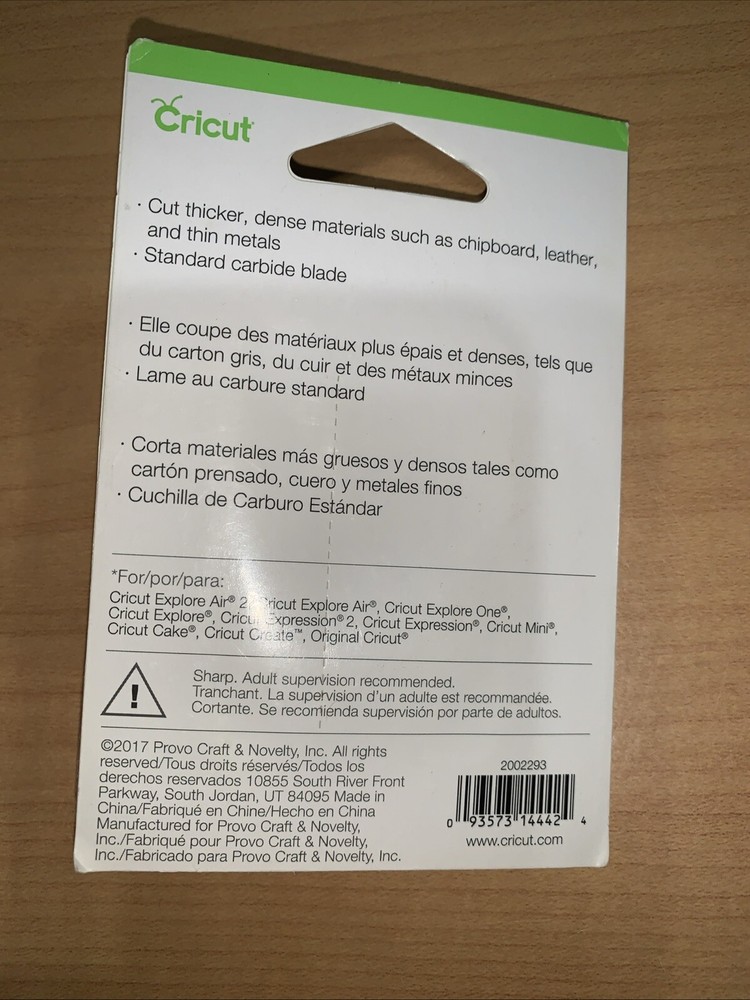 Cricut
· Cut thicker, dense materials such as chipboard, leather,
and thin metals
· Standard carbide blade
· Elle coupe des matériaux plus épais et denses, tels que
du carton gris, du cuir et des métaux minces
· Lame au carbure standard
· Corta materiales más gruesos y densos tales como
cartón prensado, cuero y metales finos
· Cuchilla de Carburo Estándar
*For/por/para:
Cricut Explore Air® 2, Cricut Explore Air®, Cricut Explore One®,
Cricut Explore®, Cricut Expression® 2, Cricut Expression®, Cricut Mini®,
Cricut Cake®, Cricut Create™, Original Cricut®
Sharp. Adult supervision recommended.
Tranchant. La supervision d'un adulte est recommandée.
Cortante. Se recomienda supervisión por parte de adultos.
©2017 Provo Craft & Novelty, Inc. All rights
reserved/Tous droits réservés/Todos los
derechos reservados 10855 South River Front
Parkway, South Jordan, UT 84095 Made in
China/Fabriqué en Chine/Hecho en China
Manufactured for Provo Craft & Novelty,
Inc./Fabriqué pour Provo Craft & Novelty,
Inc./Fabricado para Provo Craft & Novelty, Inc.
2002293
0 93573 14442 4
www.cricut.com